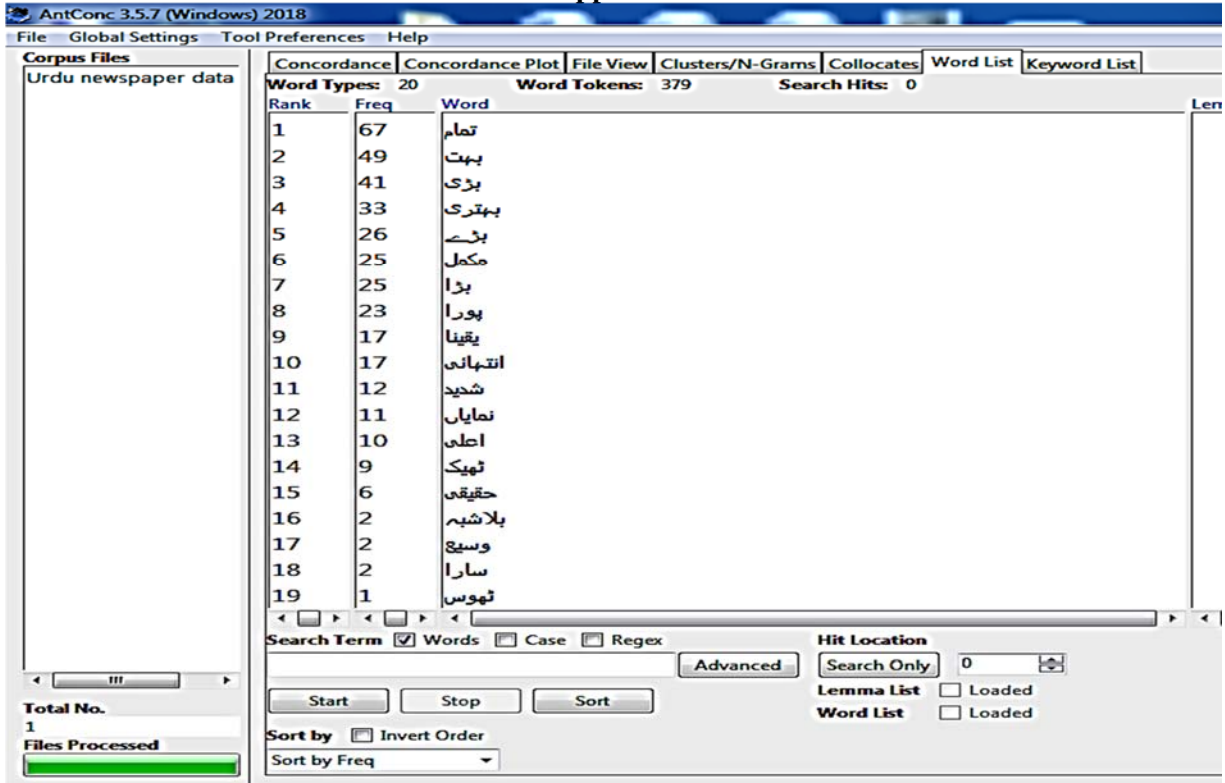 AntConc 3.5.7 (Windows) 2018
File Global Settings Tool Preferences Help
Corpus Files
Urdu newspaper data
Concordance Concordance Plot File View Clusters/N-Grams Collocates Word List Keyword List
Word Types: 20 Word Tokens: 379 Search Hits: 0
Rank Freq Word
1 67 تمام
2 49 بہت
3 41 بڑی
4 33 بہتری
5 26 بڑے
6 25 مکمل
7 25 بڑا
8 23 پورا
9 17 یقینا
10 17 انتہائی
11 12 شدید
12 11 نمایاں
13 10 اعلی
14 9 ٹھیک
15 6 حقیقی
16 2 بلاشبہ
17 2 وسیع
18 2 سارا
19 1 ٹھوس
Search Term Words Case Regex Hit Location
Advanced Search Only 0
Start Stop Sort Lemma List Loaded
Word List Loaded
Total No.
1
Files Processed
Sort by Invert Order
Sort by Freq